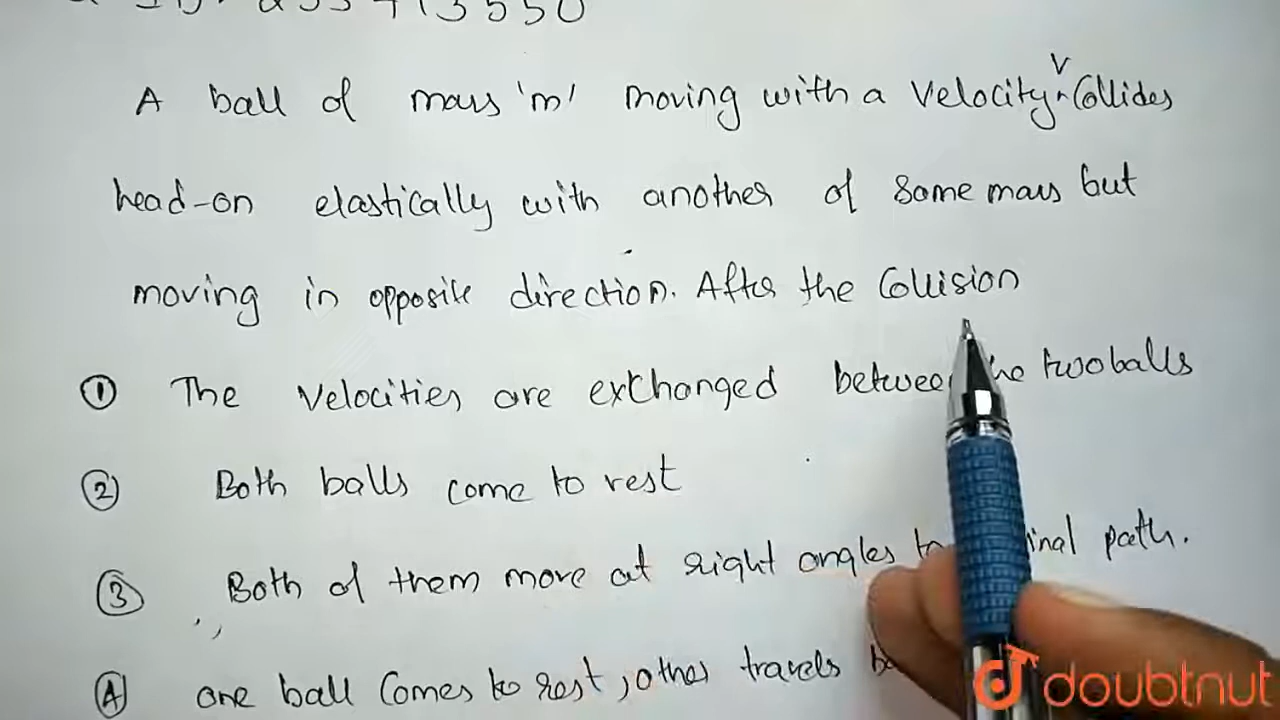 A ball of mass 'm' moving with a velocity ^v Collides
head-on elastically with another of same mass but
moving in opposite direction. After the Collision
① The velocities are exchanged between the two balls
② Both balls come to rest
③ Both of them move at right angles to path.
④ one ball Comes to rest, other travels
doubtnut